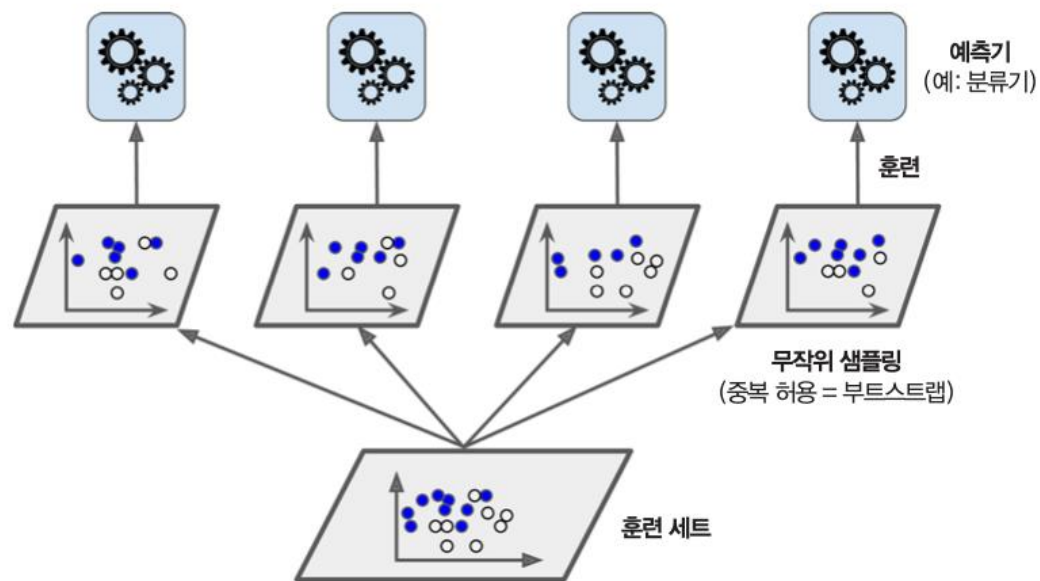 예측기
(예: 분류기)
훈련
무작위 샘플링
(중복 허용 = 부트스트랩)
훈련 세트